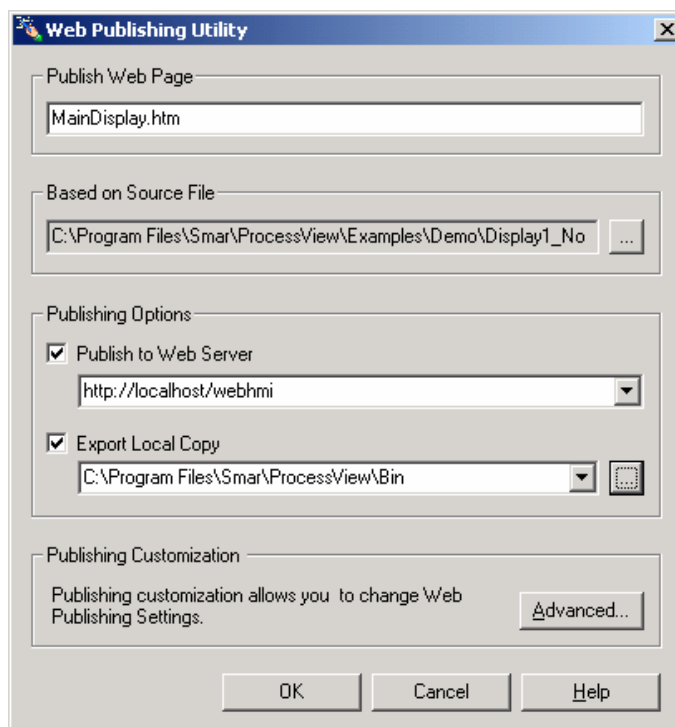 Web Publishing Utility
Publish Web Page
MainDisplay.htm
Based on Source File
C:\Program Files\Smar\ProcessView\Examples\Demo\Display1_No
...
Publishing Options
Publish to Web Server
http://localhost/webhmi
Export Local Copy
C:\Program Files\Smar\ProcessView\Bin
...
Publishing Customization
Publishing customization allows you to change Web
Publishing Settings.
Advanced...
OK Cancel Help